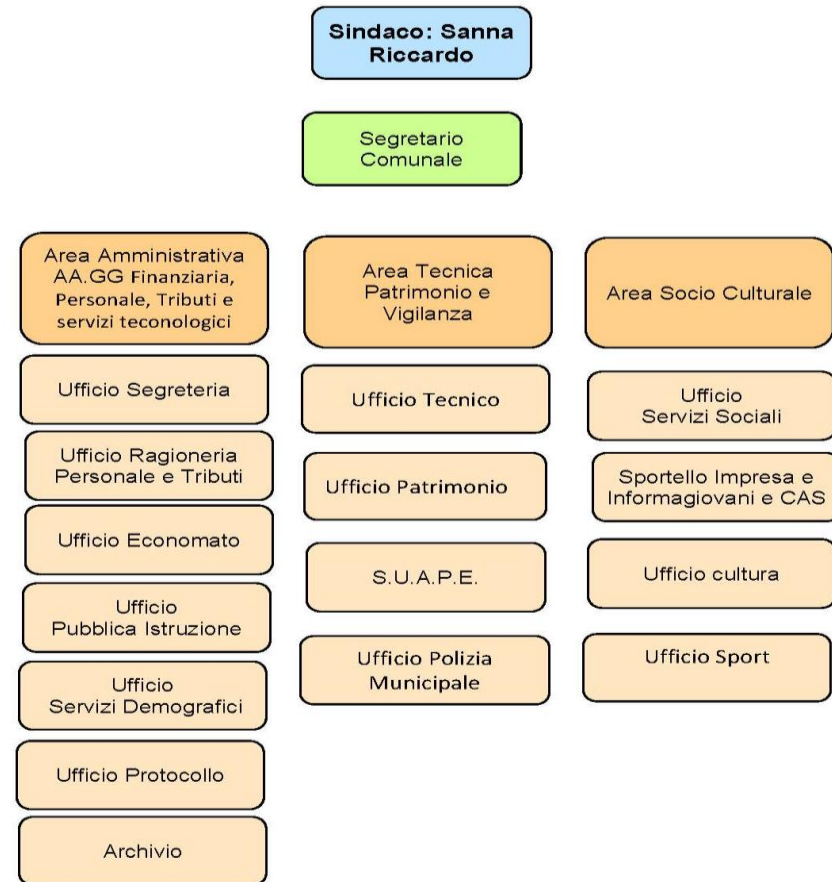 Sindaco: Sanna
Riccardo
Segretario
Comunale
Area Amministrativa
AA.GG Finanziaria,
Personale, Tributi e
servizi teconologici
Ufficio Segreteria
Ufficio Ragioneria
Personale e Tributi
Ufficio Economato
Ufficio
Pubblica Istruzione
Ufficio
Servizi Demografici
Ufficio Protocollo
Archivio
Area Tecnica
Patrimonio e
Vigilanza
Ufficio Tecnico
Ufficio Patrimonio
S.U.A.P.E.
Ufficio Polizia
Municipale
Area Socio Culturale
Ufficio
Servizi Sociali
Sportello Impresa e
Informagiovani e CAS
Ufficio cultura
Ufficio Sport